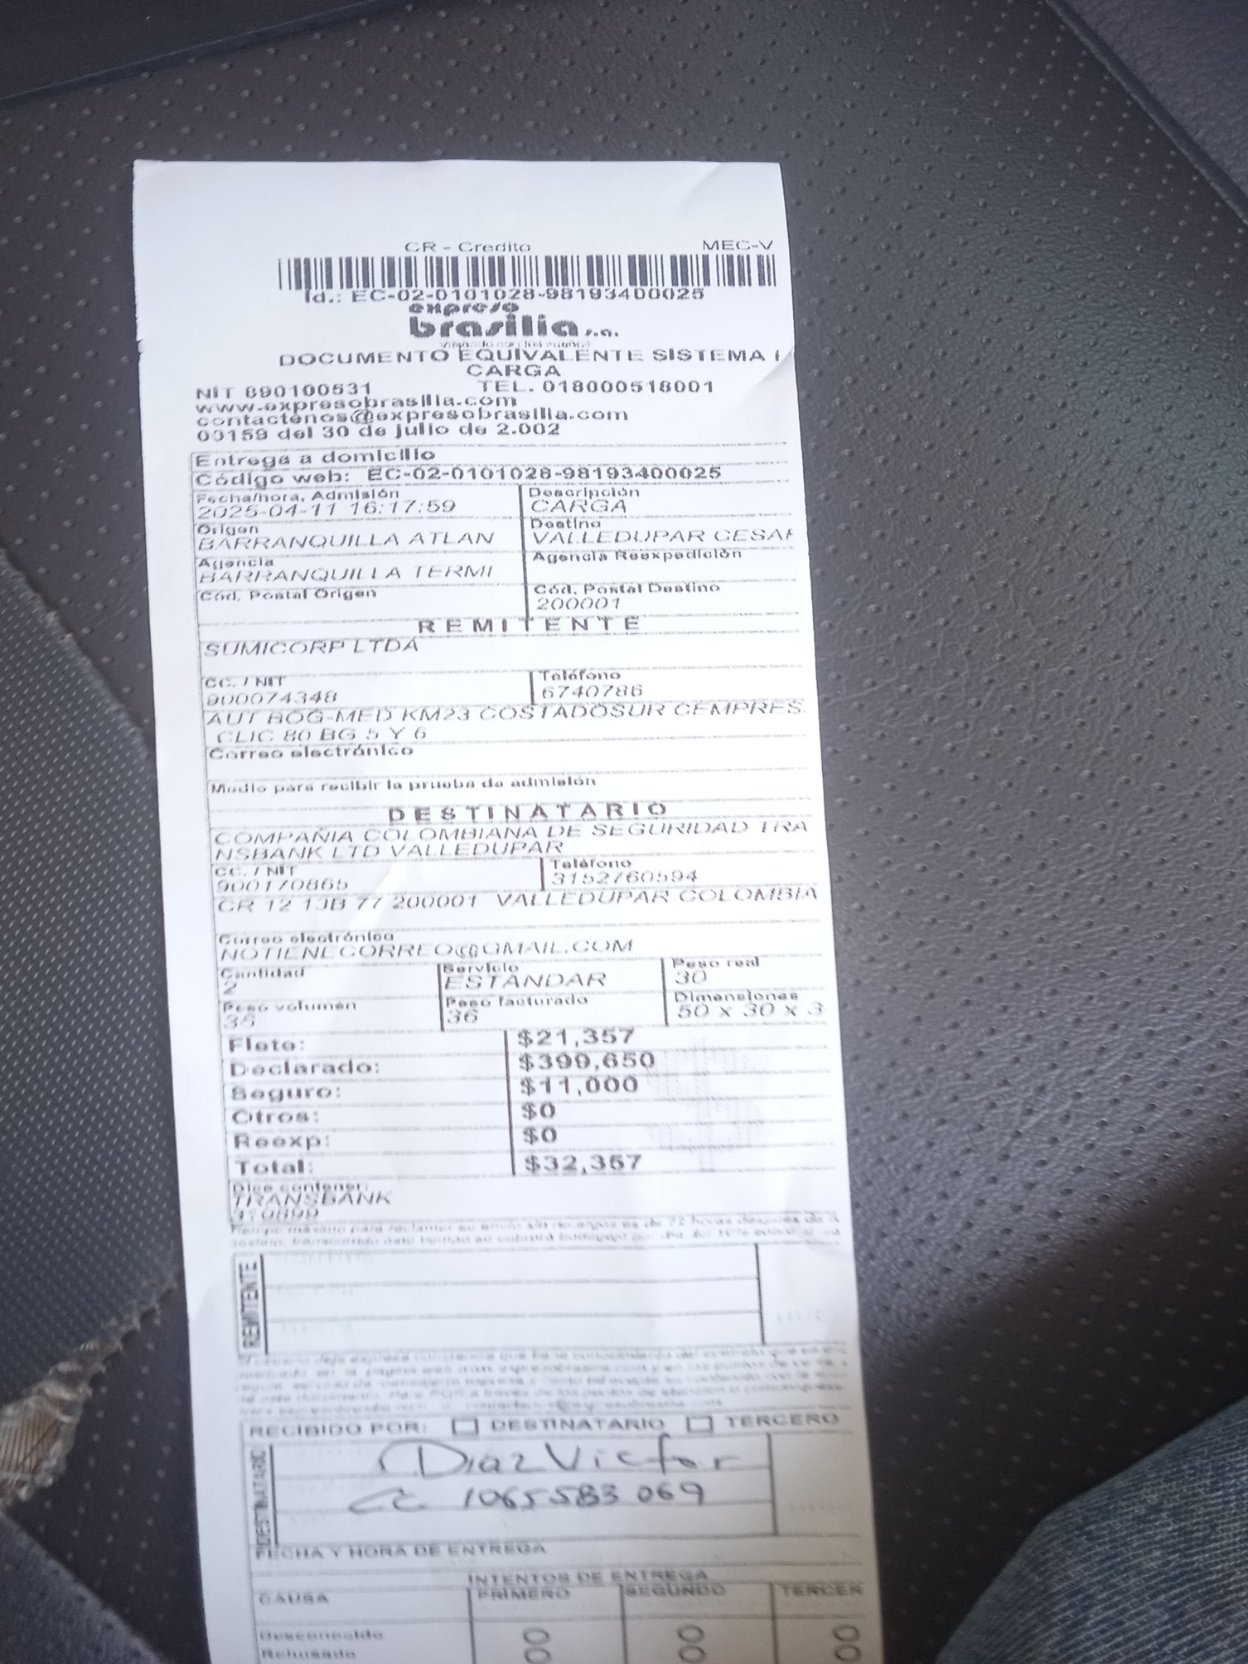 CR - Credito MEC-V
Id.: EC-02-0101028-98193400025
expreso
brasilia s.a.
DOCUMENTO EQUIVALENTE SISTEMA
CARGA
NIT 890100531 TEL. 018000518001
www.expresobrasilia.com
contactenos@expresobrasilia.com
00159 del 30 de julio de 2.002
Entrega a domicilio
Código web: EC-02-0101028-98193400025
Fecha/hora, Admisión Descripción
2025-04-11 16:17:59 CARGA
Origen Destino
BARRANQUILLA ATLAN VALLEDUPAR CESAR
Agencia Agencia Reexpedición
BARRANQUILLA TERMI
Cód. Postal Origen Cód. Postal Destino
200001
REMITENTE
SUMICORP LTDA
CC. / NIT Teléfono
900074348 6740786
AUT BOG-MED KM23 COSTADOSUR CEMPRES
CLIC 80 BG 5 Y 6
Correo electrónico
Medio para recibir la prueba de admisión
DESTINATARIO
COMPAÑIA COLOMBIANA DE SEGURIDAD TRA
NSBANK LTD VALLEDUPAR
CC. / NIT Teléfono
900170865 3152760594
CR 12 13B 77 200001 VALLEDUPAR COLOMBIA
Correo electrónico
NOTIENECORREO@GMAIL.COM
Cantidad Servicio Peso real
2 ESTANDAR 30
Peso volumen Peso facturado Dimensiones
36 36 50 x 30 x 3
Flete: $21,357
Declarado: $399,650
Seguro: $11,000
Otros: $0
Reexp: $0
Total: $32,357
Dice contener:
TRANSBANK
REMITENTE
RECIBIDO POR: DESTINATARIO TERCERO
DESTINATARIO
Diaz Victor
CC. 1065583 069
FECHA Y HORA DE ENTREGA
INTENTOS DE ENTREGA
CAUSA PRIMERO SEGUNDO TERCER
Desconocido
Rehusado